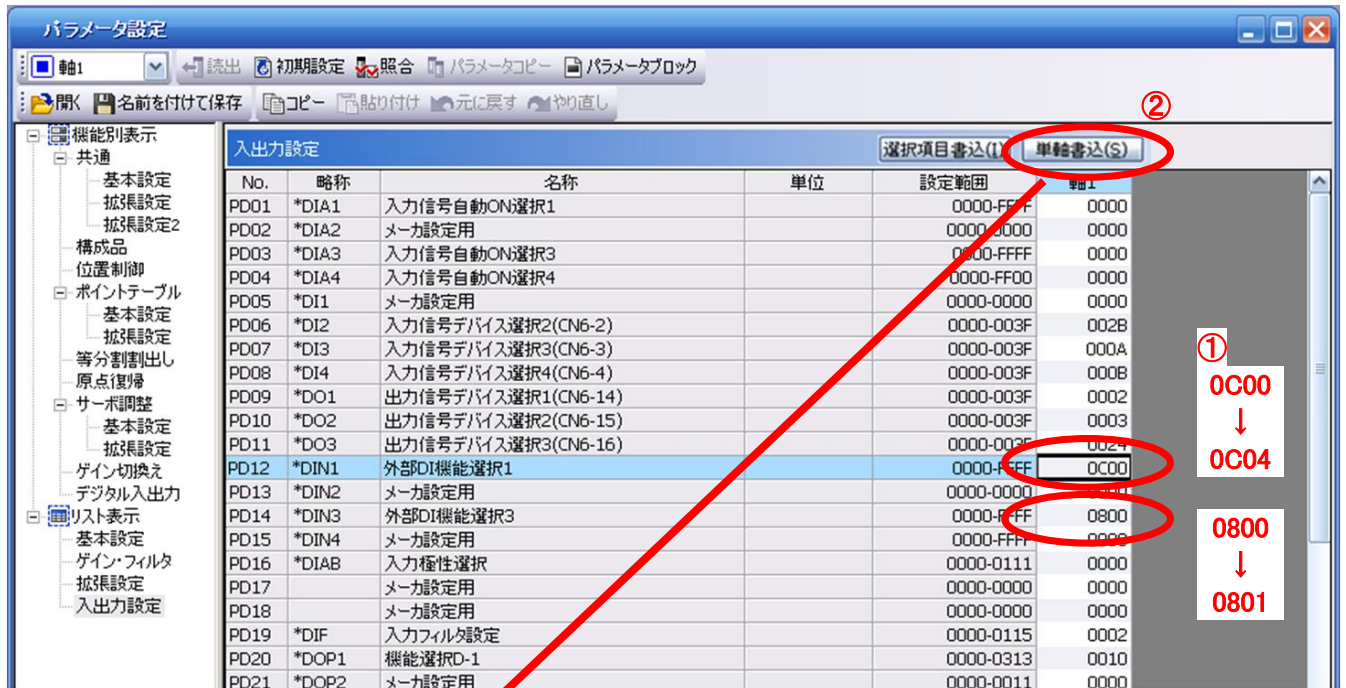 パラメータ設定
軸1 読出 初期設定 照合 パラメータコピー パラメータブロック
開く 名前を付けて保存 コピー 貼り付け 元に戻す やり直し
②
機能別表示
共通
基本設定
拡張設定
拡張設定2
構成品
位置制御
ポイントテーブル
基本設定
拡張設定
等分割割出し
原点復帰
サーボ調整
基本設定
拡張設定
ゲイン切換え
デジタル入出力
リスト表示
基本設定
ゲイン・フィルタ
拡張設定
入出力設定
入出力設定 選択項目書込(I) 単軸書込(S)
No. 略称 名称 単位 設定範囲 軸1
PD01 *DIA1 入力信号自動ON選択1 0000-FFFF 0000
PD02 *DIA2 メーカ設定用 0000-0000 0000
PD03 *DIA3 入力信号自動ON選択3 0000-FFFF 0000
PD04 *DIA4 入力信号自動ON選択4 0000-FF00 0000
PD05 *DI1 メーカ設定用 0000-0000 0000
PD06 *DI2 入力信号デバイス選択2(CN6-2) 0000-003F 002B
PD07 *DI3 入力信号デバイス選択3(CN6-3) 0000-003F 000A
PD08 *DI4 入力信号デバイス選択4(CN6-4) 0000-003F 000B
PD09 *DO1 出力信号デバイス選択1(CN6-14) 0000-003F 0002
PD10 *DO2 出力信号デバイス選択2(CN6-15) 0000-003F 0003
PD11 *DO3 出力信号デバイス選択3(CN6-16) 0000-003F 0024
PD12 *DIN1 外部DI機能選択1 0000-FFFF 0C00
PD13 *DIN2 メーカ設定用 0000-0000 0000
PD14 *DIN3 外部DI機能選択3 0000-FFFF 0800
PD15 *DIN4 メーカ設定用 0000-FFFF 0000
PD16 *DIAB 入力極性選択 0000-0111 0000
PD17 メーカ設定用 0000-0000 0000
PD18 メーカ設定用 0000-0000 0000
PD19 *DIF 入力フィルタ設定 0000-0115 0002
PD20 *DOP1 機能選択D-1 0000-0313 0010
PD21 *DOP2 メーカ設定用 0000-0011 0000
①
0C00
↓
0C04
0800
↓
0801